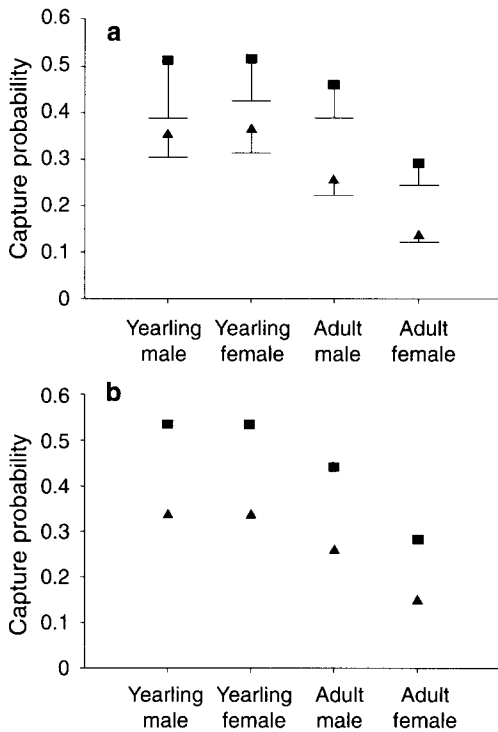 a
Capture probability
0.6
0.5
0.4
0.3
0.2
0.1
0
Yearling male
Yearling female
Adult male
Adult female
b
Capture probability
0.6
0.5
0.4
0.3
0.2
0.1
0
Yearling male
Yearling female
Adult male
Adult female